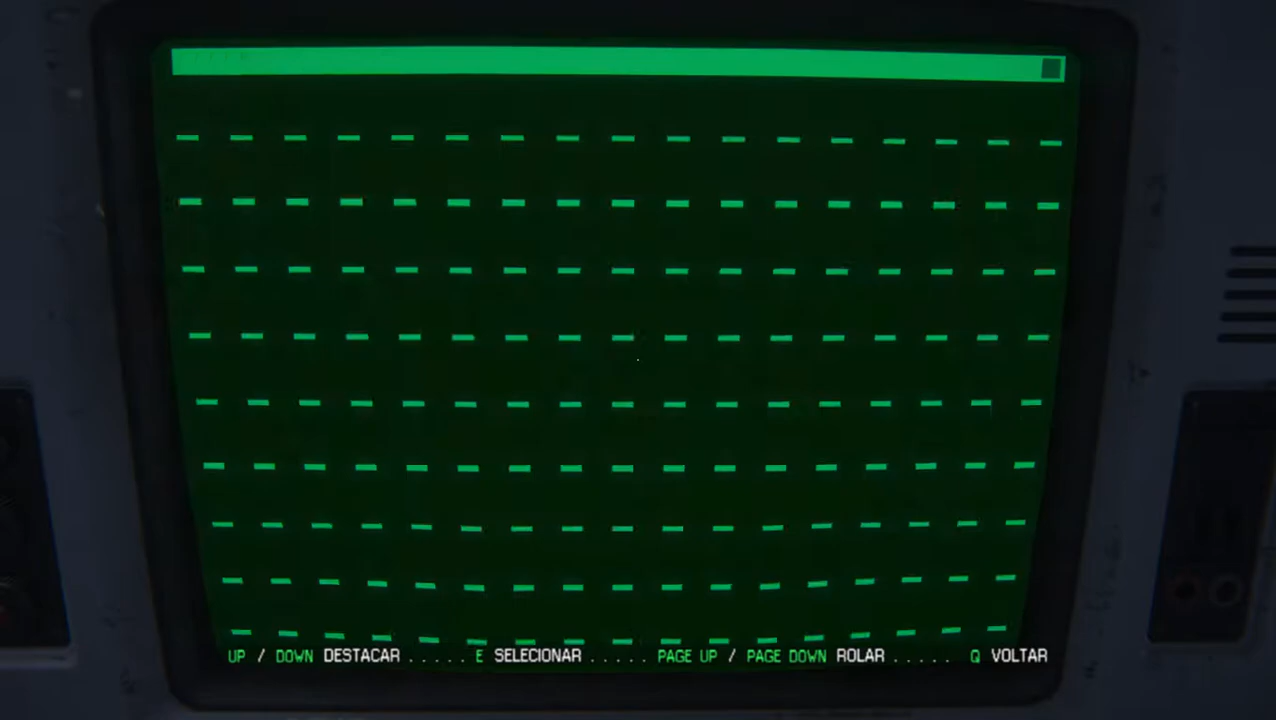 UP / DOWN DESTACAR ..... E SELECIONAR ..... PAGE UP / PAGE DOWN ROLAR ..... Q VOLTAR